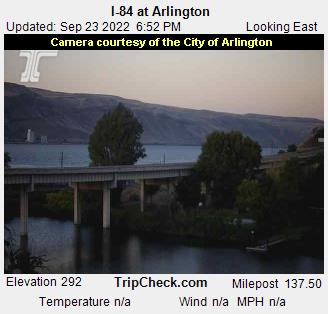 I-84 at Arlington
Updated: Sep 23 2022 6:52 PM Looking East
Camera courtesy of the City of Arlington
Elevation 292 TripCheck.com Milepost 137.50
Temperature n/a Wind n/a MPH n/a